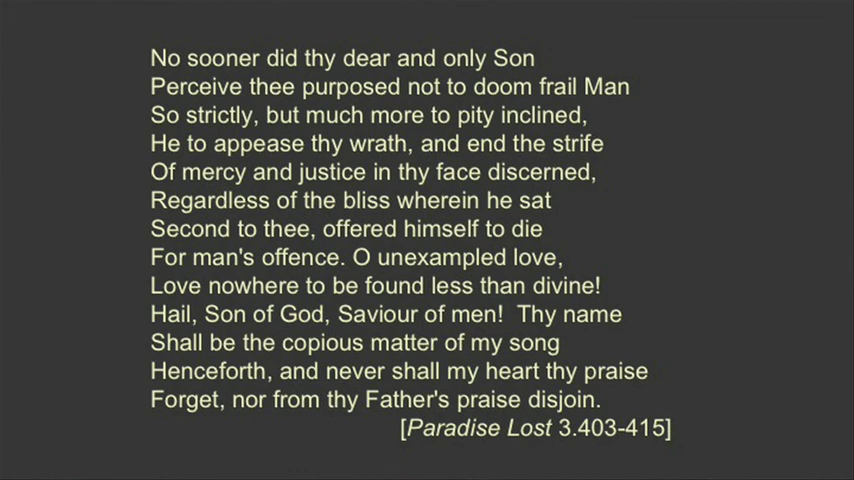 No sooner did thy dear and only Son
Perceive thee purposed not to doom frail Man
So strictly, but much more to pity inclined,
He to appease thy wrath, and end the strife
Of mercy and justice in thy face discerned,
Regardless of the bliss wherein he sat
Second to thee, offered himself to die
For man's offence. O unexampled love,
Love nowhere to be found less than divine!
Hail, Son of God, Saviour of men!  Thy name
Shall be the copious matter of my song
Henceforth, and never shall my heart thy praise
Forget, nor from thy Father's praise disjoin.
[Paradise Lost 3.403-415]